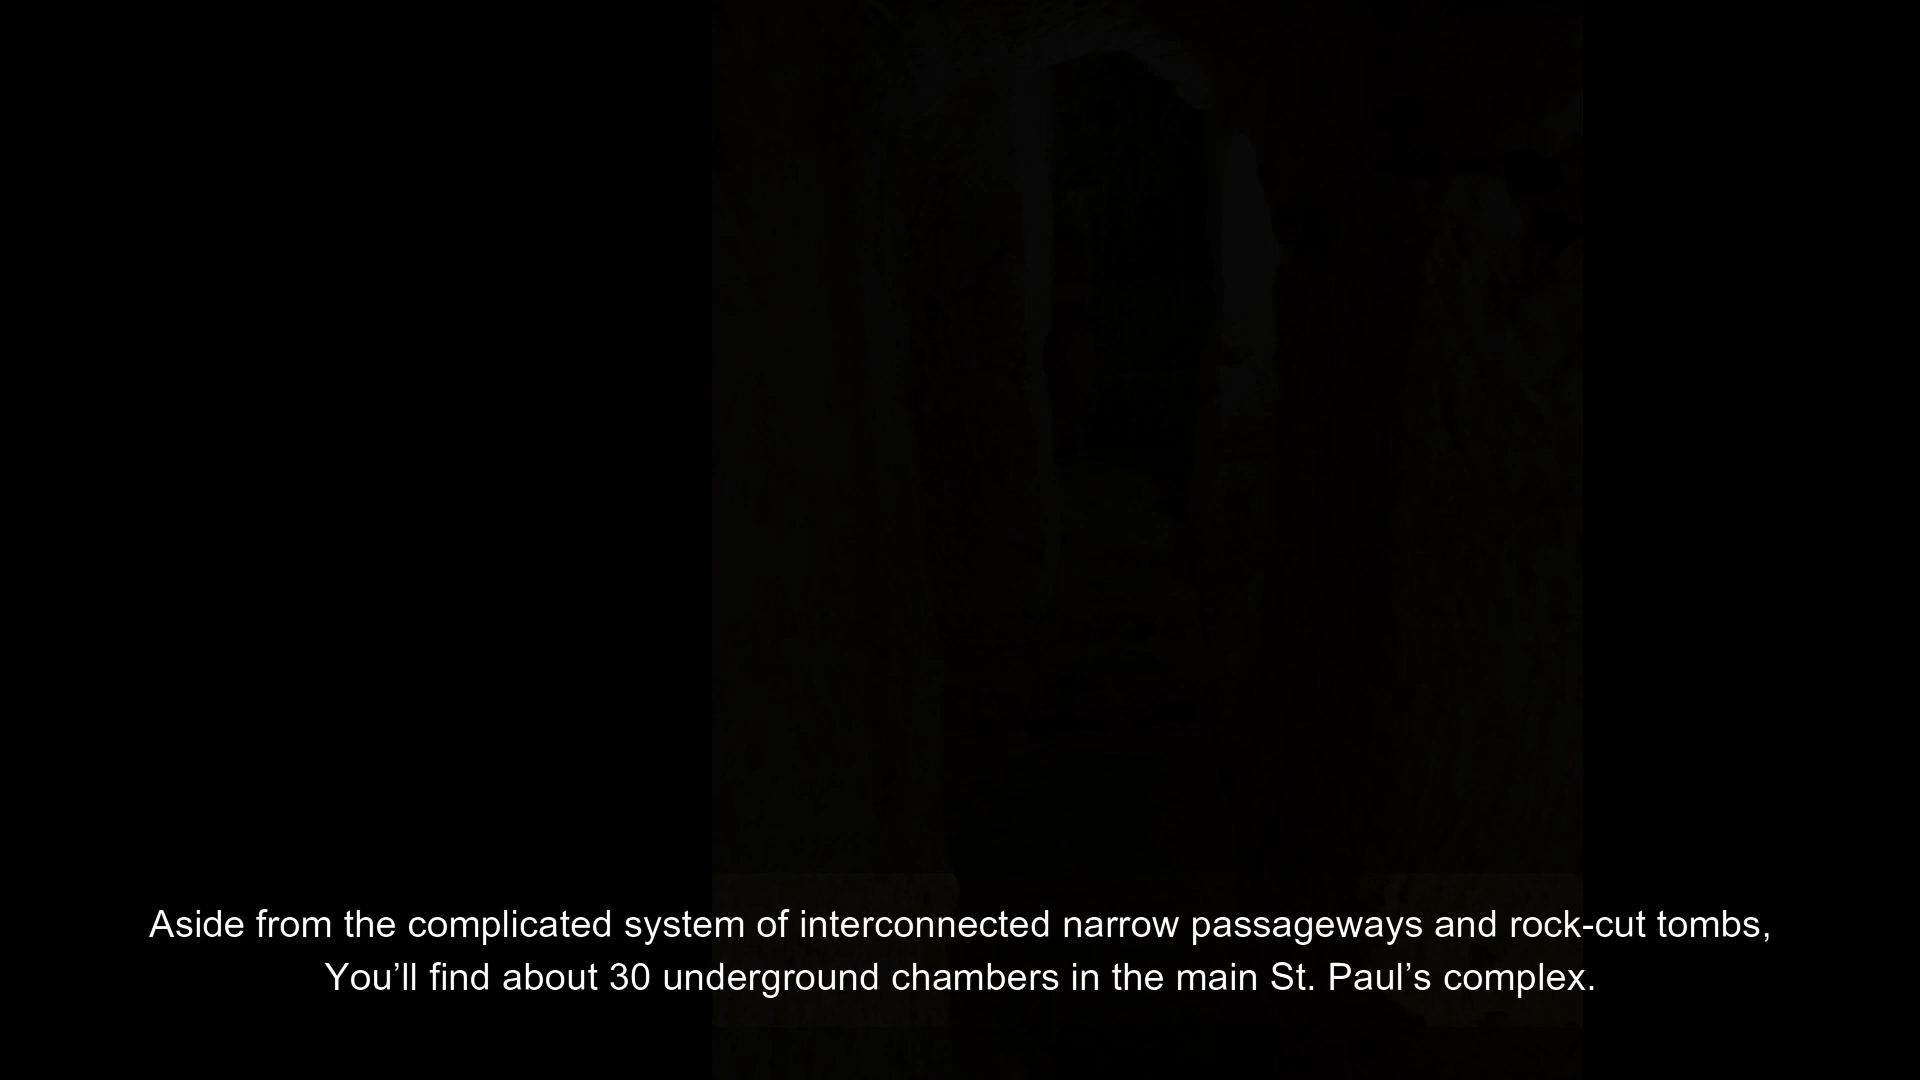 Aside from the complicated system of interconnected narrow passageways and rock-cut tombs,
You’ll find about 30 underground chambers in the main St. Paul’s complex.